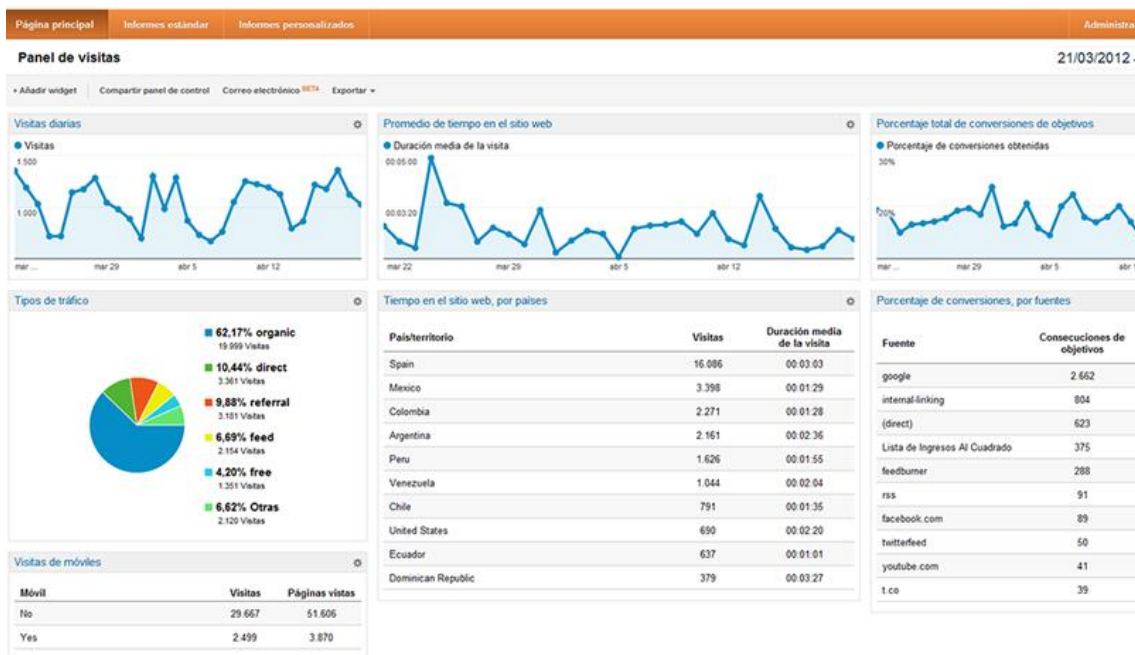 Página principal Informes estándar Informes personalizados Administra
Panel de visitas 21/03/2012 -
+ Añadir widget Compartir panel de control Correo electrónico BETA Exportar
Visitas diarias
Visitas
1.500
1.000
mar ... mar 29 abr 5 abr 12
Promedio de tiempo en el sitio web
Duración media de la visita
00:05:00
00:03:20
mar 22 mar 29 abr 5 abr 12
Porcentaje total de conversiones de objetivos
Porcentaje de conversiones obtenidas
30%
20%
mar ... mar 29 abr 5 abr 1
Tipos de tráfico
62,17% organic
19.999 Visitas
10,44% direct
3.361 Visitas
9,88% referral
3.181 Visitas
6,69% feed
2.154 Visitas
4,20% free
1.351 Visitas
6,62% Otras
2.120 Visitas
Visitas de móviles
Móvil Visitas Páginas vistas
No 29.667 51.606
Yes 2.499 3.870
Tiempo en el sitio web, por países
País/territorio Visitas Duración media de la visita
Spain 16.086 00:03:03
Mexico 3.398 00:01:29
Colombia 2.271 00:01:28
Argentina 2.161 00:02:36
Peru 1.626 00:01:55
Venezuela 1.044 00:02:04
Chile 791 00:01:35
United States 690 00:02:20
Ecuador 637 00:01:01
Dominican Republic 379 00:03:27
Porcentaje de conversiones, por fuentes
Fuente Consecuciones de objetivos
google 2.662
internal-linking 804
(direct) 623
Lista de Ingresos Al Cuadrado 375
feedburner 288
rss 91
facebook.com 89
twitterfeed 50
youtube.com 41
t.co 39